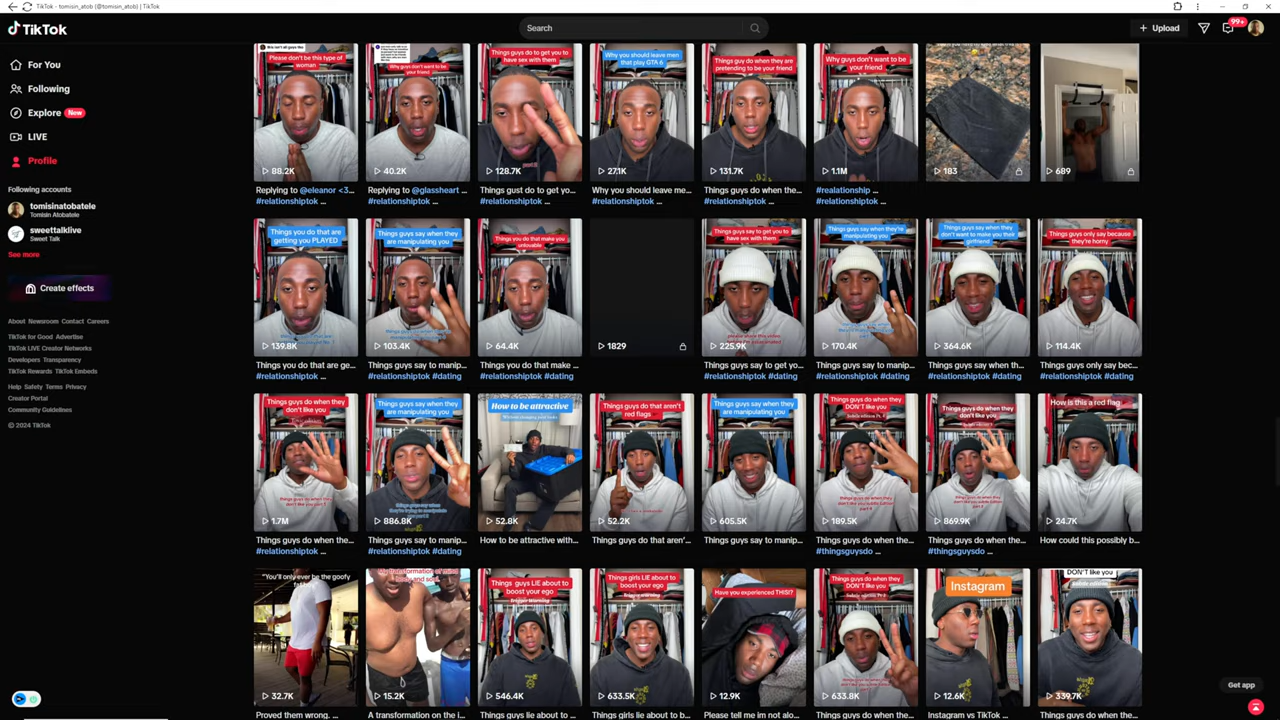 TikTok - tomisin_atob (@tomisin_atob) | TikTok
TikTok
Search
Upload
99+
For You
Following
Explore New
LIVE
Profile
Following accounts
tomisinatobatele
Tomisin Atobatele
sweettalklive
Sweet Talk
See more
Create effects
About Newsroom Contact Careers
TikTok for Good Advertise
TikTok LIVE Creator Networks
Developers Transparency
TikTok Rewards TikTok Embeds
Help Safety Terms Privacy
Creator Portal
Community Guidelines
© 2024 TikTok
Please don't be this type of
woman
88.2K
Replying to @eleanor <3...
#relationshiptok
Why guys don't want to be
your friend
40.2K
Replying to @glassheart ...
#relationshiptok
Things guys do to get you to
have sex with them
128.7K
Things gust do to get yo...
#relationshiptok
Why you should leave men
that play GTA 6
27.1K
Why you should leave me...
#relationshiptok
Things guy do when they are
pretending to be your friend
131.7K
Things guys do when the...
#relationshiptok
Why guys don't want to be
your friend
1.1M
#realationship ...
#relationshiptok
183
689
Things you do that are
getting you PLAYED
139.8K
Things you do that are ge...
#relationshiptok ...
Things guys say when they
are manipulating you
103.4K
Things guys say to manip...
#relationshiptok #dating
Things you do that make you
unlovable
64.4K
Things you do that make ...
#relationshiptok #dating
1829
Things guys say to get you to
have sex with them
225.9K
Things guys say to get yo...
#relationshiptok #dating
Things guys say when they're
manipulating you
170.4K
Things guys say to manip...
#relationshiptok #dating
Things guys say when they
don't want to make you their
girlfriend
364.6K
Things guys say when th...
#relationshiptok #dating
Things guys only say because
they're horny
114.4K
Things guys only say bec...
#relationshiptok #dating
Things guys do when they
don't like you
1.7M
Things guys do when the...
#relationshiptok ...
Things guys say when they
are manipulating you
886.8K
Things guys say to manip...
#relationshiptok #dating
How to be attractive
52.8K
How to be attractive with...
Things guys do that aren't
red flags
52.2K
Things guys do that aren'...
Things guys say when they
are manipulating you
605.5K
Things guys say to manip...
Things guys do when they
DON'T like you
189.5K
Things guys do when the...
#thingsguysdo ...
Things guys do when they
don't like you
869.9K
Things guys do when the...
#thingsguysdo ...
How is this a red flag
24.7K
How could this possibly b...
"You'll only ever be the goofy
32.7K
Proved them wrong. ...
15.2K
A transformation on the i...
Things guys LIE about to
boost your ego
546.4K
Things guys lie about to ...
Things girls LIE about to
boost your ego
633.5K
Things girls lie about to b...
Have you experienced THIS!?
12.9K
Please tell me im not alo...
Things guys do when they
DON'T like you
633.8K
Things guys do when the...
Instagram
12.6K
Instagram vs TikTok ...
DON'T like you
339.7K
Things guys do when the...
Get app